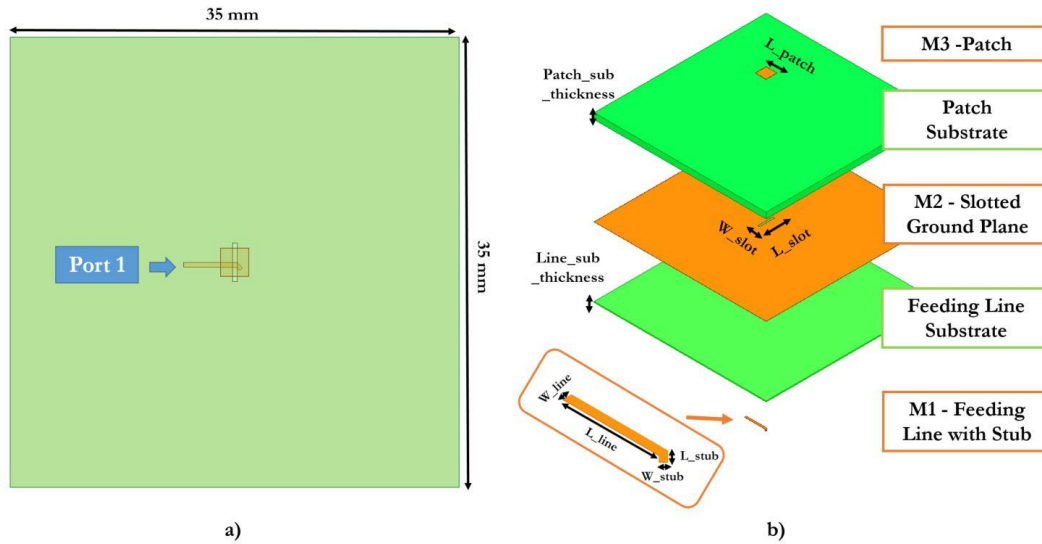 35 mm
35 mm
Port 1
a)
L_patch
Patch_sub
_thickness
W_slot
L_slot
Line_sub
_thickness
W_line
L_line
L_stub
W_stub
M3 -Patch
Patch
Substrate
M2 - Slotted
Ground Plane
Feeding Line
Substrate
M1 - Feeding
Line with Stub
b)